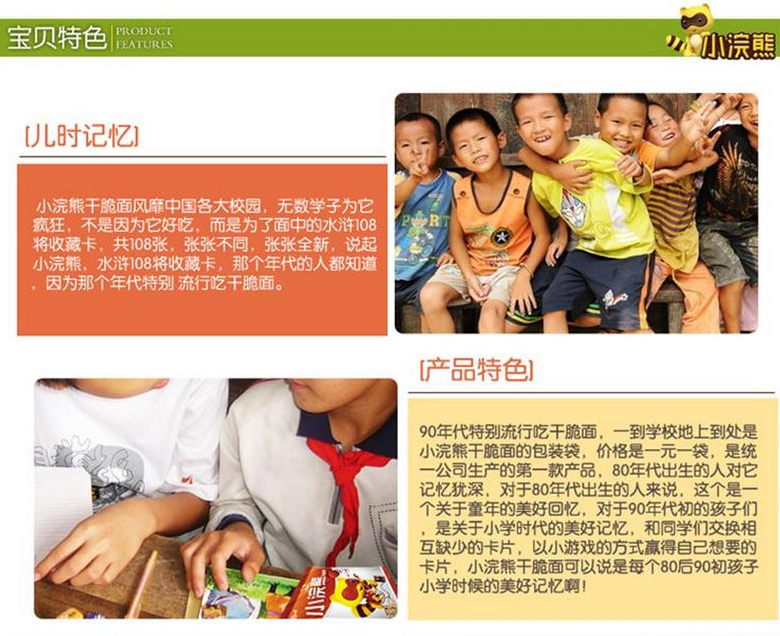 宝贝特色
PRODUCT
FEATURES
小浣熊
[儿时记忆]
小浣熊干脆面风靡中国各大校园，无数学子为它
疯狂，不是因为它好吃，而是为了面中的水浒108
将收藏卡，共108张，张张不同，张张全新，说起
小浣熊，水浒108将收藏卡，那个年代的人都知道
，因为那个年代特别 流行吃干脆面。
PORT
[产品特色]
90年代特别流行吃干脆面，一到学校地上到处是
小浣熊干脆面的包装袋，价格是一元一袋，是统
一公司生产的第一款产品，80年代出生的人对它
记忆犹深，对于80年代出生的人来说，这个是一
个关于童年的美好回忆，对于90年代初的孩子们
，是关于小学时代的美好记忆，和同学们交换相
互缺少的卡片，以小游戏的方式赢得自己想要的
卡片，小浣熊干脆面可以说是每个80后90初孩子
小学时候的美好记忆啊！
小浣熊